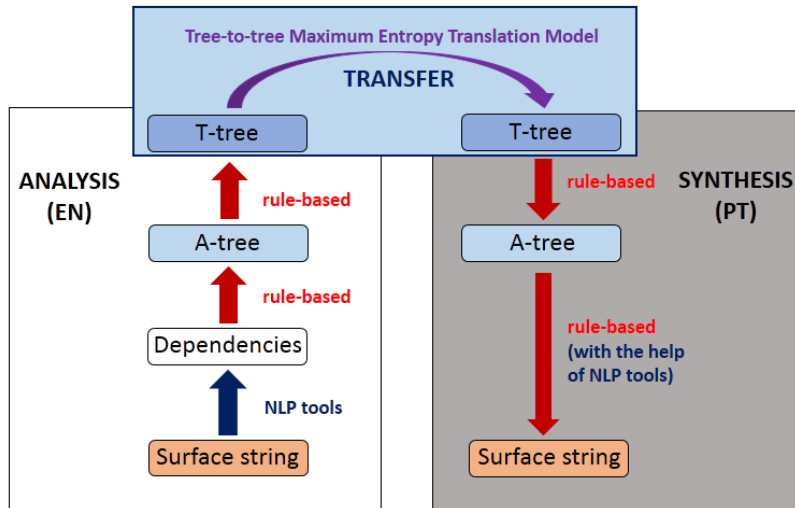 Tree-to-tree Maximum Entropy Translation Model
TRANSFER
T-tree
T-tree
ANALYSIS
(EN)
rule-based
rule-based
SYNTHESIS
(PT)
A-tree
A-tree
rule-based
rule-based
(with the help
of NLP tools)
Dependencies
NLP tools
Surface string
Surface string